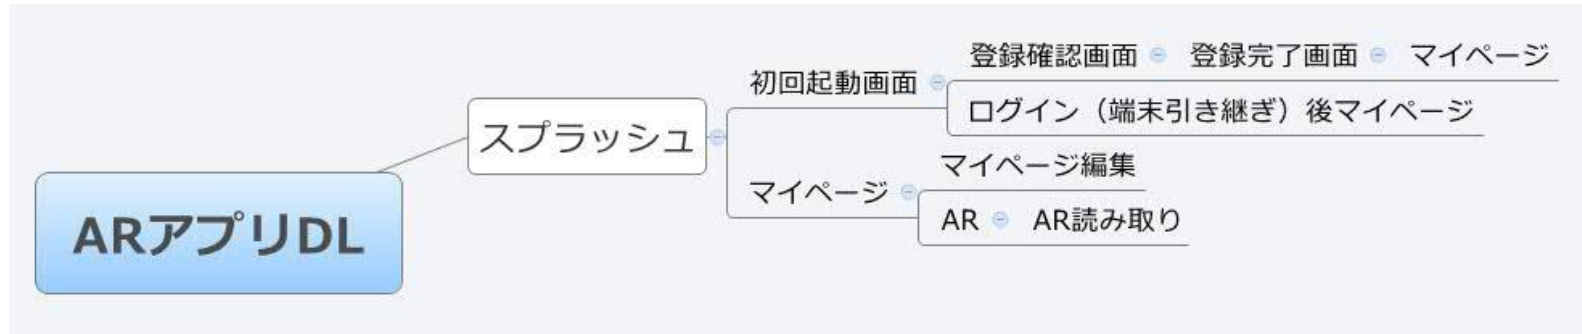 登録確認画面 登録完了画面 マイページ
初回起動画面
ログイン（端末引き継ぎ）後マイページ
スプラッシュ
マイページ編集
マイページ
AR AR読み取り
ARアプリDL